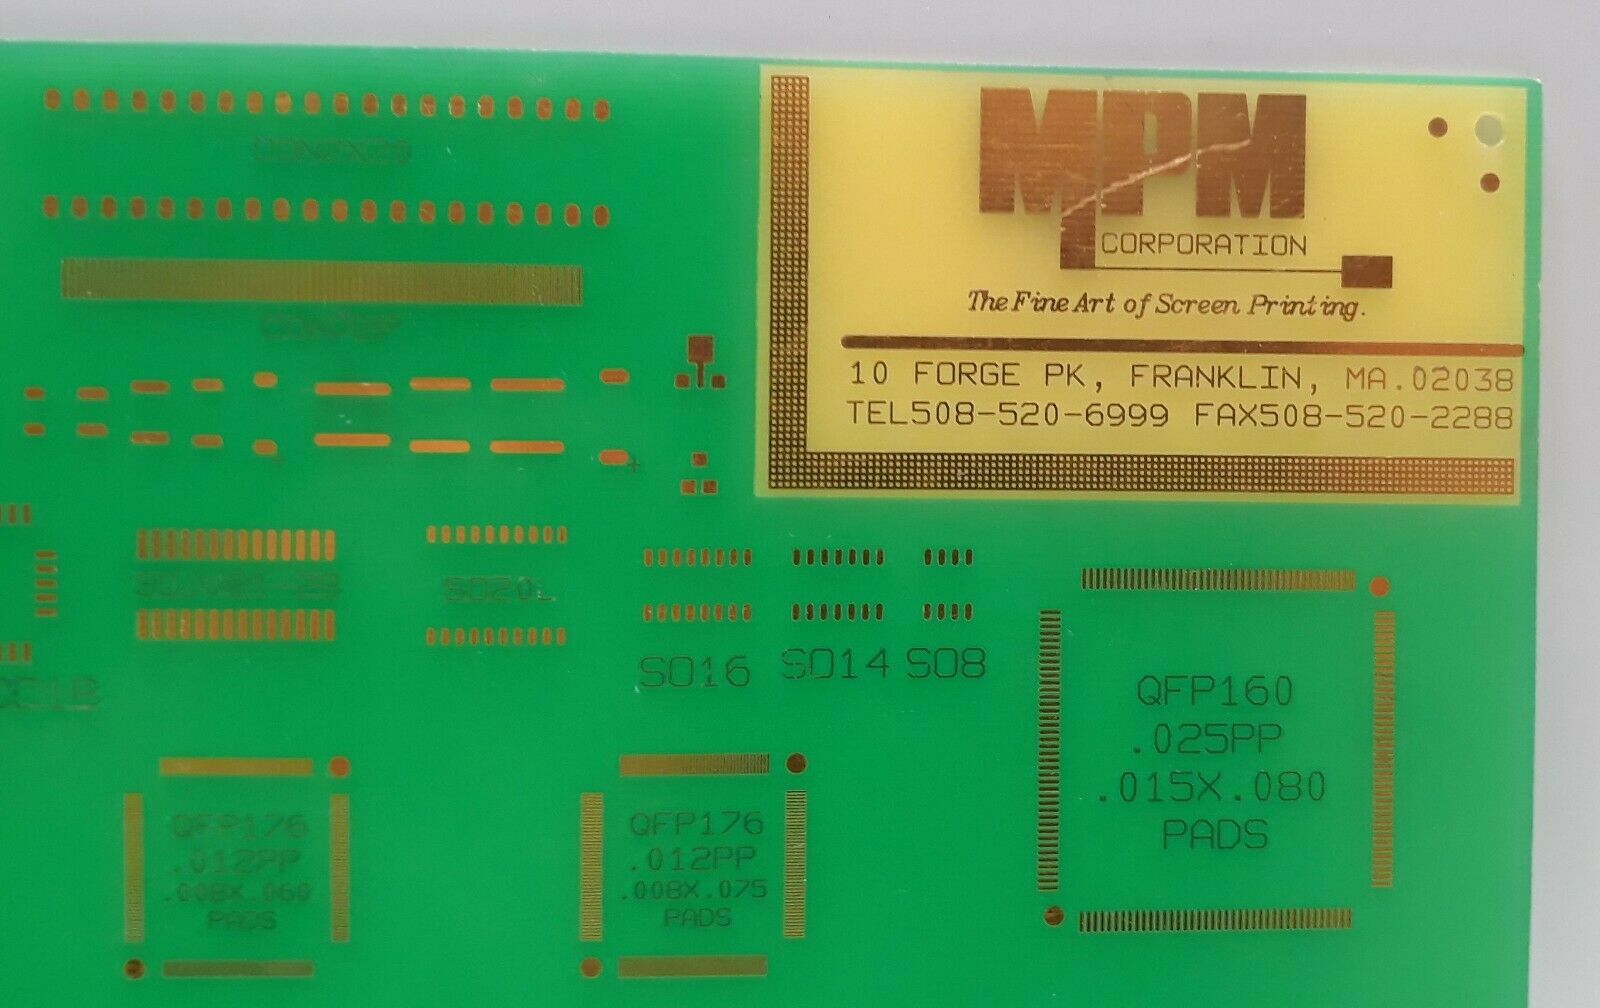 MPM
CORPORATION
The Fine Art of Screen Printing.
10 FORGE PK, FRANKLIN, MA.02038
TEL508-520-6999 FAX508-520-2288
CON2X20
SO20L
SO16
SO14
SO8
QFP160
.025PP
.015X.080
PADS
QFP176
.012PP
.008X.060
PADS
QFP176
.012PP
.008X.075
PADS